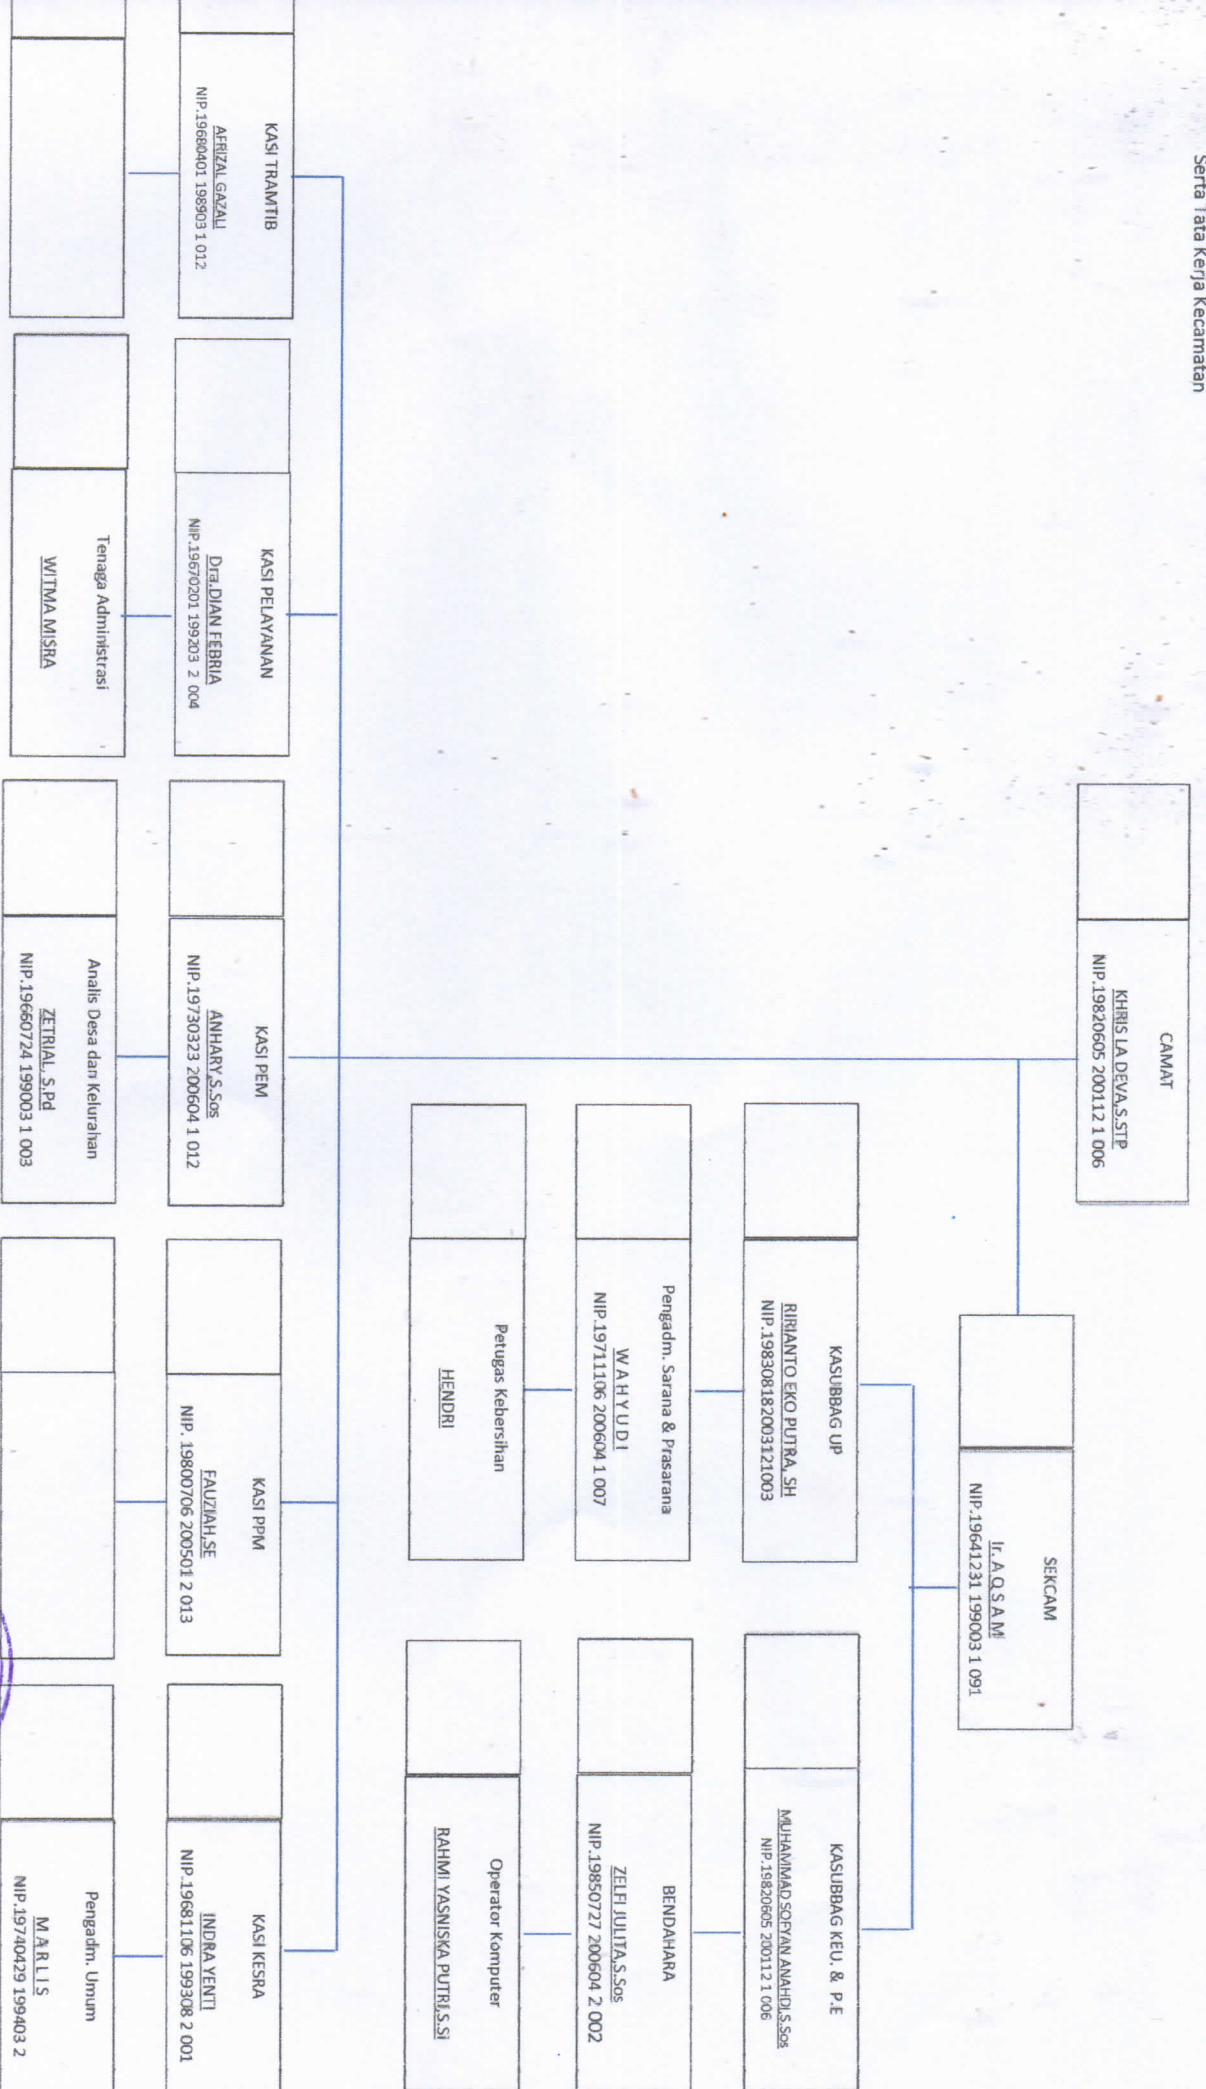 Serta Tata Kerja Kecamatan
CAMAT
KHRIS LA DEVA,S.STP
NIP.19820605 200112 1 006
SEKCAM
Ir. A Q S A M
NIP.19641231 199003 1 091
KASUBBAG UP
RIRIANTO EKO PUTRA, SH
NIP.198308182003121003
KASUBBAG KEU. & P.E
MUHAMMAD SOFYAN ANAHDI,S.Sos
NIP.19820605 200112 1 006
Pengadm. Sarana & Prasarana
W A H Y U D I
NIP.19711106 200604 1 007
BENDAHARA
ZELFI JULITA,S.Sos
NIP.19850727 200604 2 002
Petugas Kebersihan
HENDRI
Operator Komputer
RAHMI YASNISKA PUTRI,S.Si
KASI TRAMTIB
AFRIZAL GAZALI
NIP.19680401 198903 1 012
KASI PELAYANAN
Dra.DIAN FEBRIA
NIP.19670201 199203 2 004
KASI PEM
ANHARY,S.Sos
NIP.19730323 200604 1 012
KASI PPM
FAUZIAH,SE
NIP. 19800706 200501 2 013
KASI KESRA
INDRA YENTI
NIP.19681106 199308 2 001
Tenaga Administrasi
WITMA MISRA
Analis Desa dan Kelurahan
ZETRIAL, S.Pd
NIP.19660724 199003 1 003
Pengadm. Umum
M A R L I S
NIP.19740429 199403 2